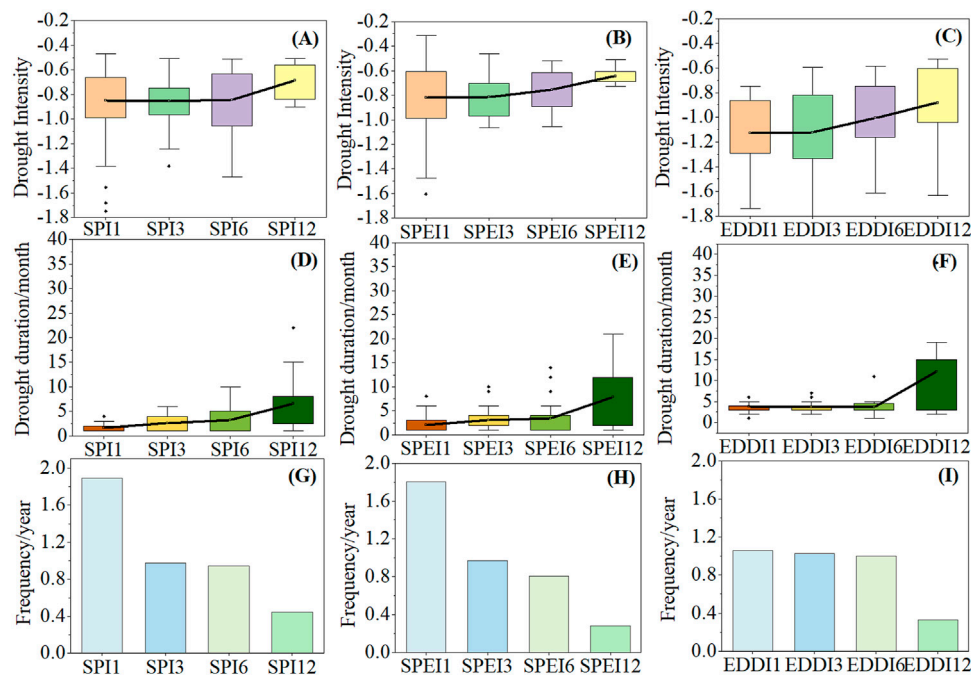 -0.2
-0.4
-0.6
-0.8
-1.0
-1.2
-1.4
-1.6
-1.8
Drought Intensity
(A)
SPI1 SPI3 SPI6 SPI12
-0.2
-0.4
-0.6
-0.8
-1.0
-1.2
-1.4
-1.6
-1.8
Drought Intensity
(B)
SPEI1 SPEI3 SPEI6 SPEI12
-0.2
-0.4
-0.6
-0.8
-1.0
-1.2
-1.4
-1.6
-1.8
Drought Intensity
(C)
EDDI1 EDDI3 EDDI6 EDDI12
40
35
30
25
20
15
10
5
0
Drought duration/month
(D)
SPI1 SPI3 SPI6 SPI12
40
35
30
25
20
15
10
5
0
Drought duration/month
(E)
SPEI1 SPEI3 SPEI6 SPEI12
40
35
30
25
20
15
10
5
0
Drought duration/month
(F)
EDDI1 EDDI3 EDDI6 EDDI12
2.0
1.6
1.2
0.8
0.4
0.0
Frequency/year
(G)
SPI1 SPI3 SPI6 SPI12
2.0
1.6
1.2
0.8
0.4
0.0
Frequency/year
(H)
SPEI1 SPEI3 SPEI6 SPEI12
2.0
1.6
1.2
0.8
0.4
0.0
Frequency/year
(I)
EDDI1 EDDI3 EDDI6 EDDI12